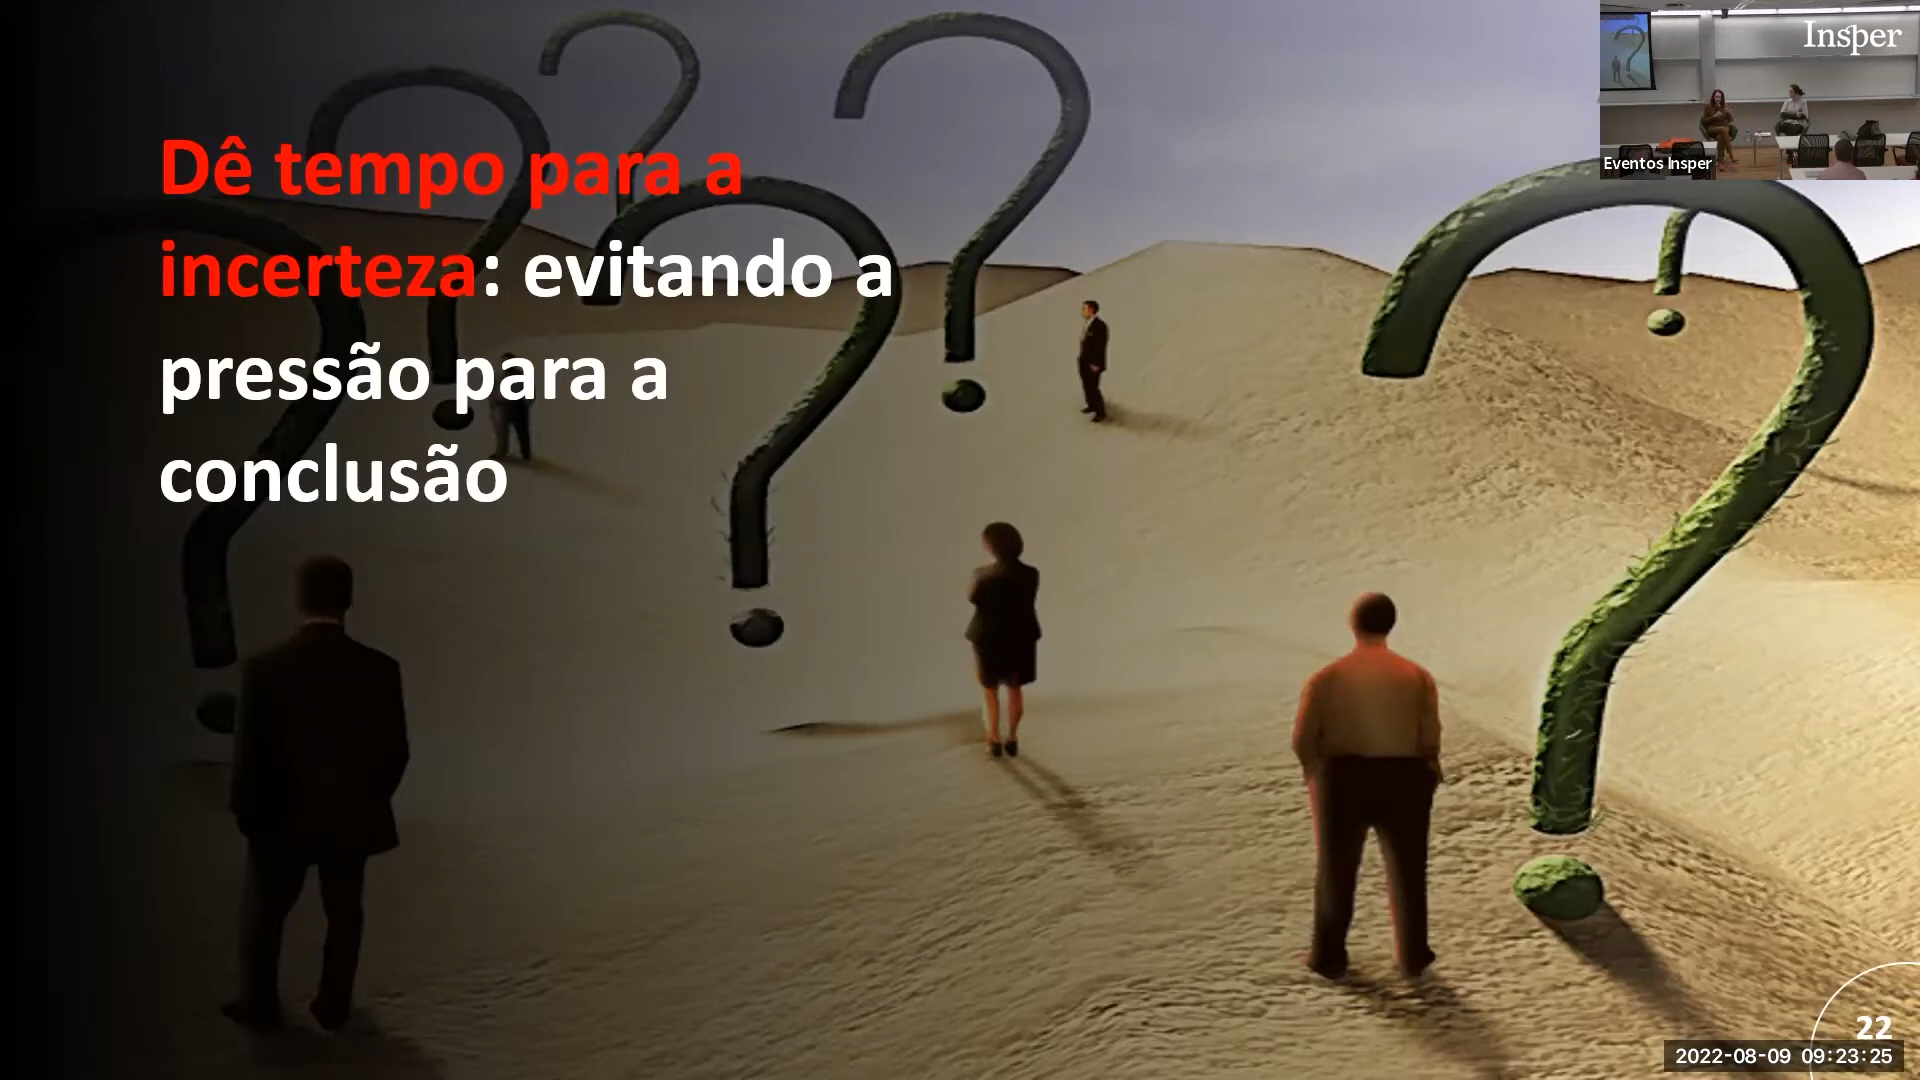 Insper
Eventos Insper
Dê tempo para a
incerteza: evitando a
pressão para a
conclusão
22
2022-08-09 09:23:25